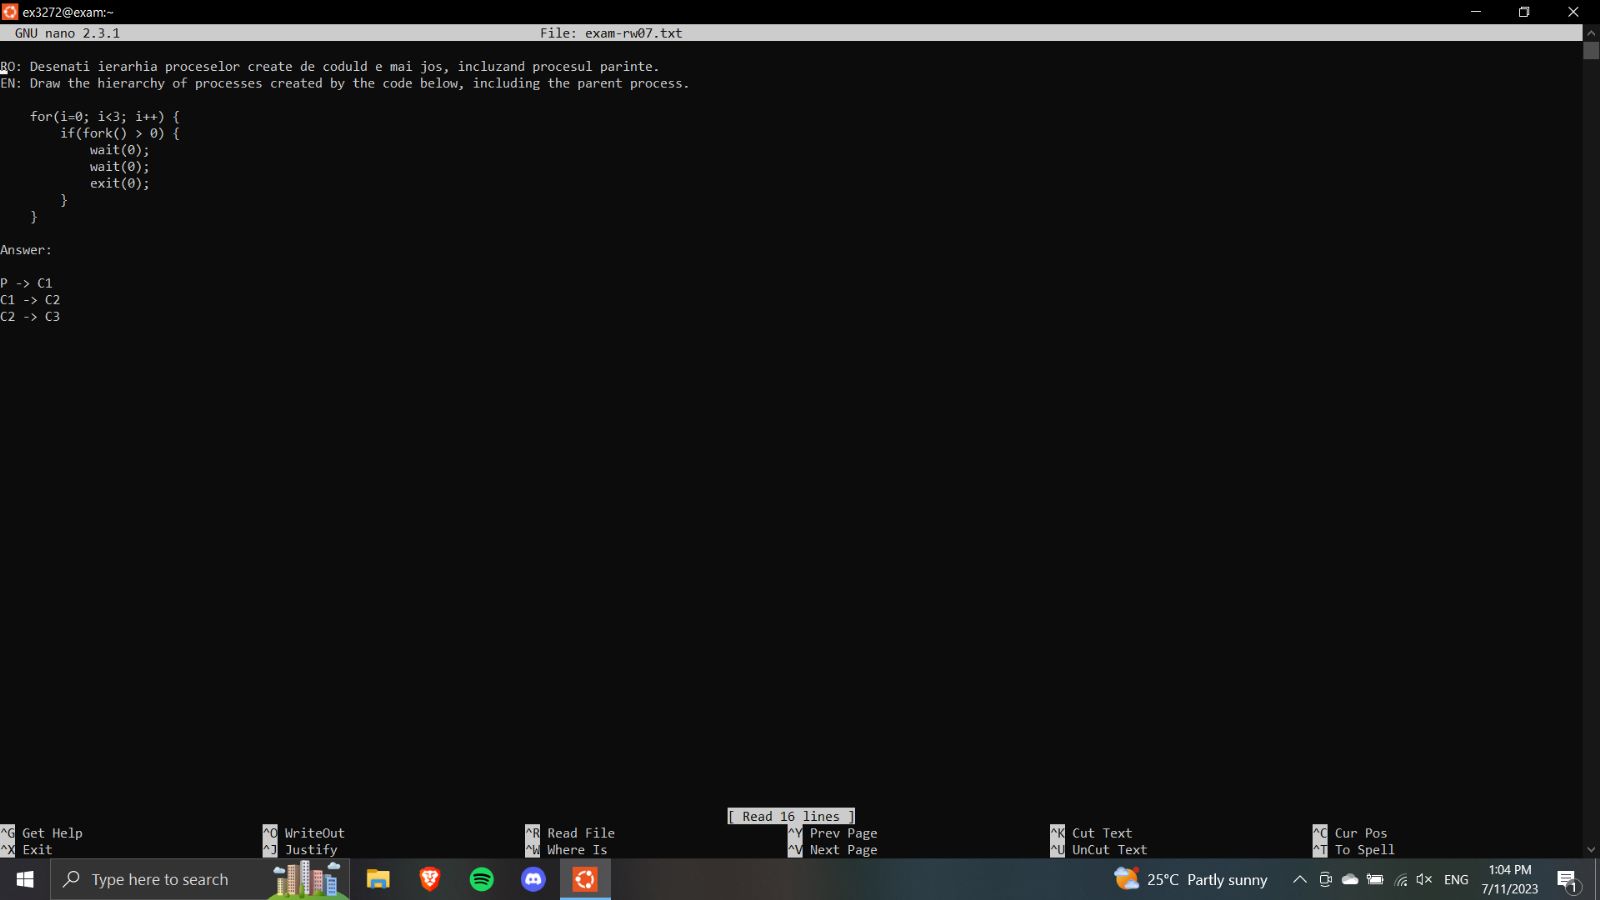 ex3272@exam:~
GNU nano 2.3.1 File: exam-rw07.txt
RO: Desenati ierarhia proceselor create de coduld e mai jos, incluzand procesul parinte.
EN: Draw the hierarchy of processes created by the code below, including the parent process.
for(i=0; i<3; i++) {
if(fork() > 0) {
wait(0);
wait(0);
exit(0);
}
}
Answer:
P -> C1
C1 -> C2
C2 -> C3
[ Read 16 lines ]
^G Get Help ^O WriteOut ^R Read File ^Y Prev Page ^K Cut Text ^C Cur Pos
^X Exit ^J Justify ^W Where Is ^V Next Page ^U UnCut Text ^T To Spell
Type here to search 25°C Partly sunny ENG 1:04 PM
7/11/2023 1